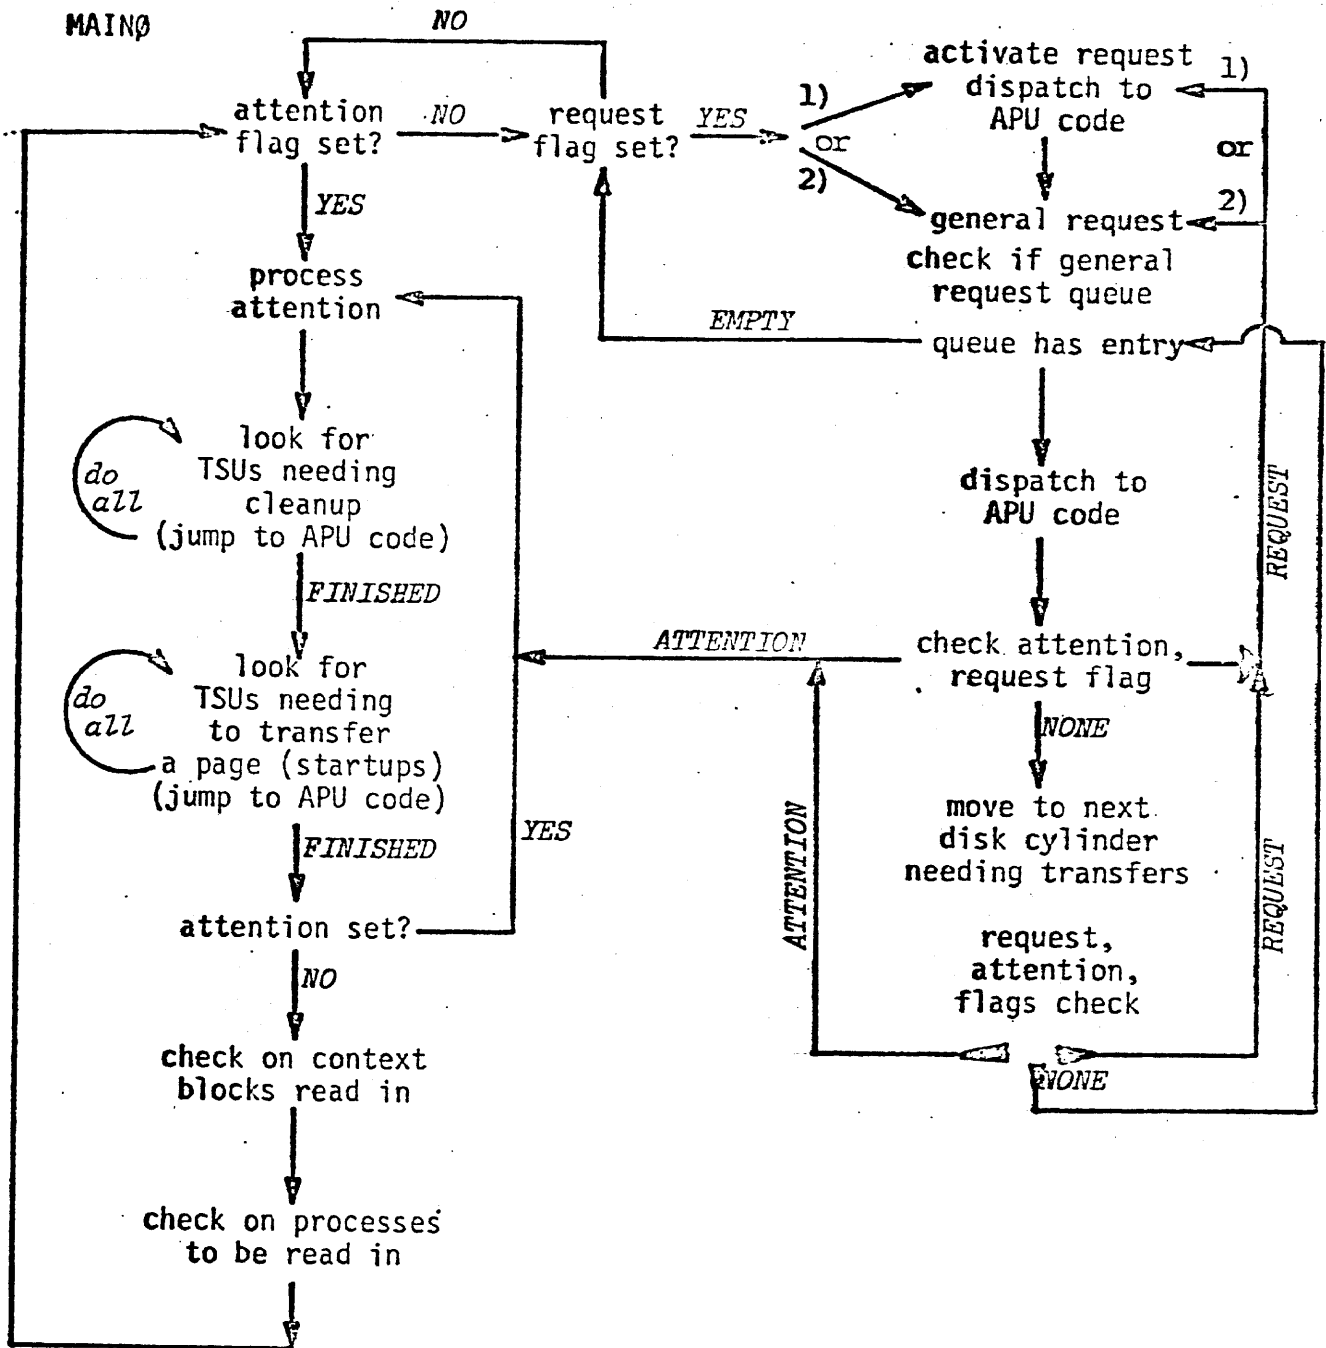 MAINØ
NO
attention
flag set?
NO
request
flag set?
YES
1)
or
2)
activate request
dispatch to
APU code
1)
or
2)
general request
check if general
request queue
queue has entry
EMPTY
YES
process
attention
look for
TSUs needing
cleanup
(jump to APU code)
do
all
FINISHED
look for
TSUs needing
to transfer
a page (startups)
(jump to APU code)
do
all
FINISHED
attention set?
YES
NO
check on context
blocks read in
check on processes
to be read in
dispatch to
APU code
REQUEST
check attention,
request flag
ATTENTION
NONE
move to next
disk cylinder
needing transfers
ATTENTION
REQUEST
request,
attention,
flags check
NONE